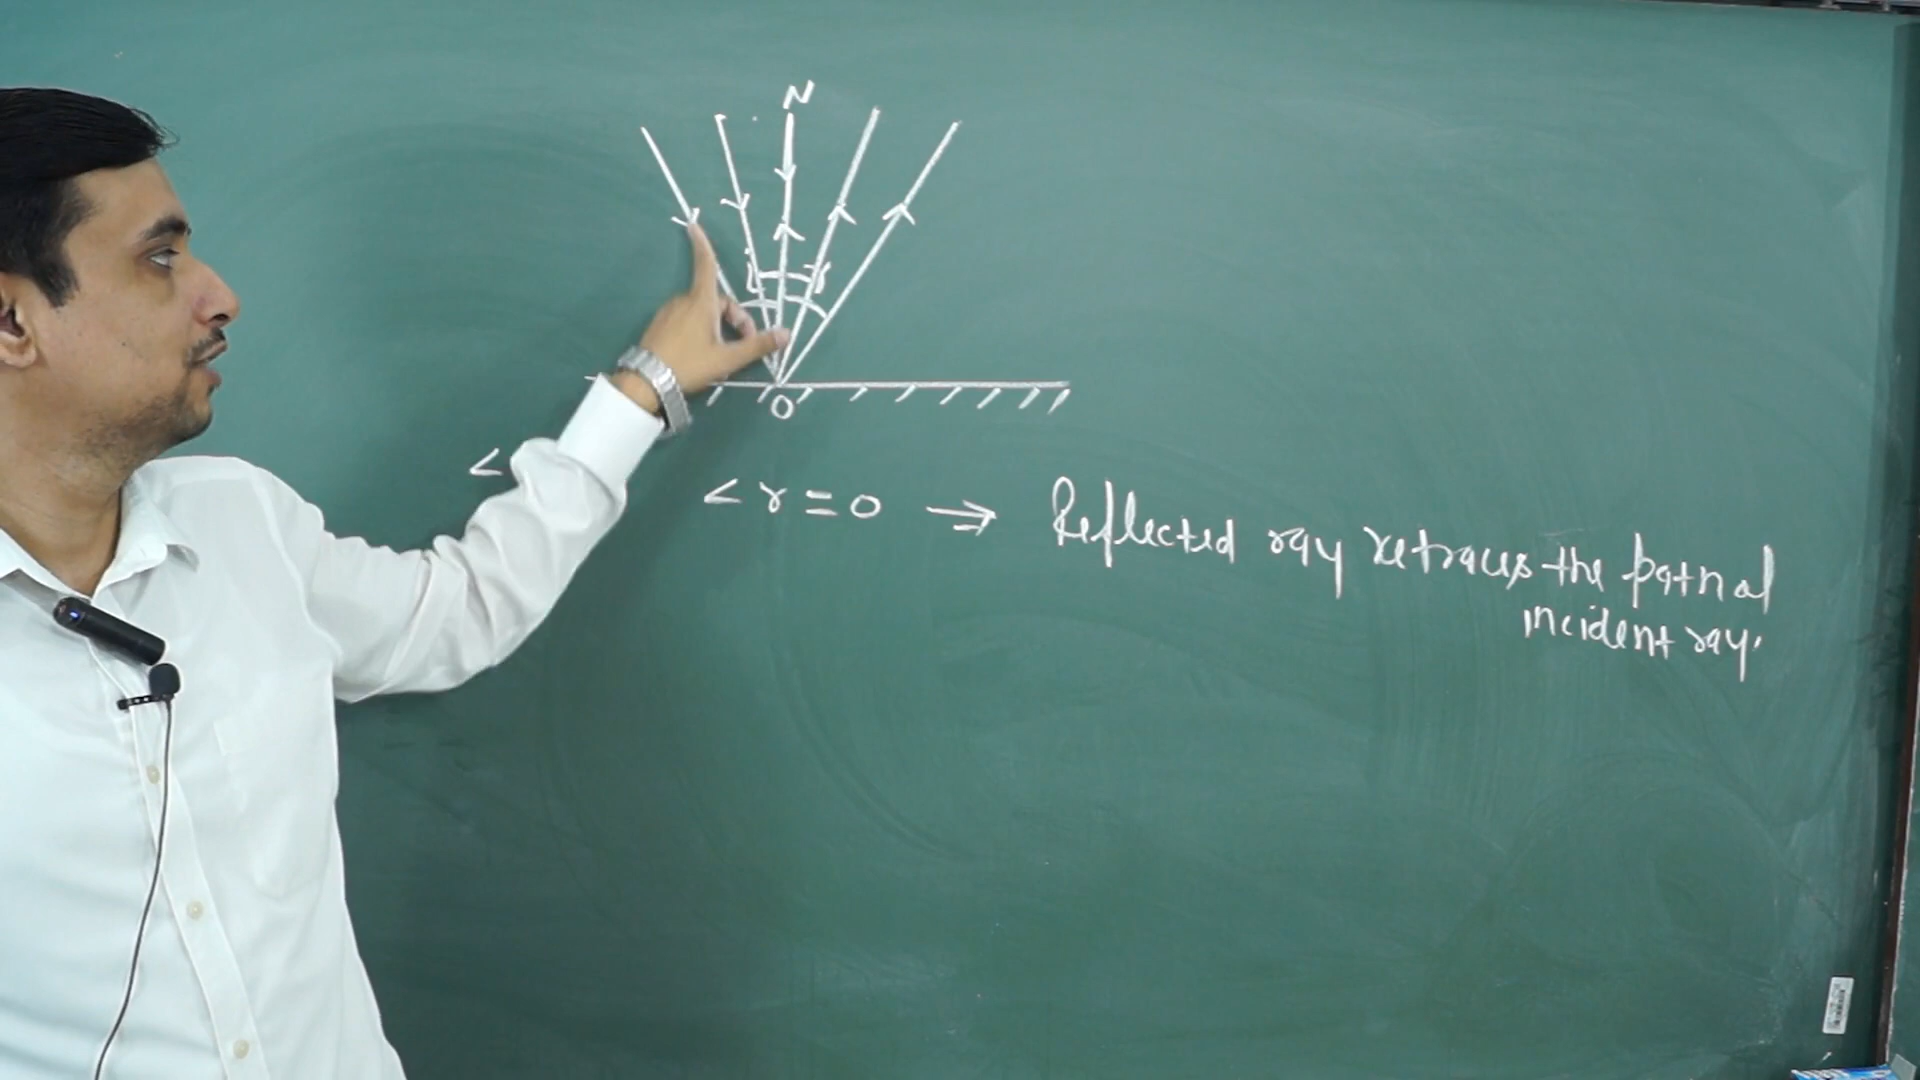 N
i r
O
< < r = 0 → Reflected ray retraces the path of
incident ray.